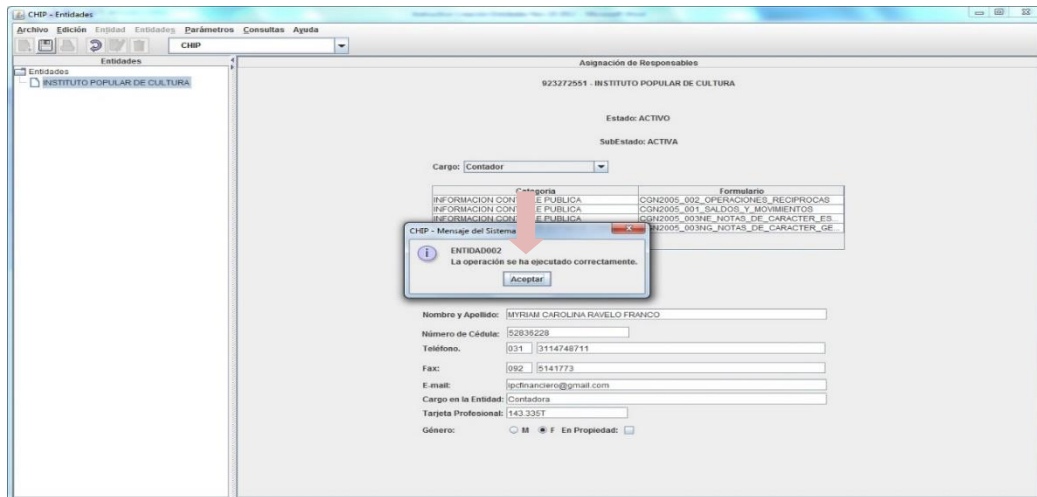 CHIP - Entidades
Archivo Edición Entidad Entidades Parámetros Consultas Ayuda
CHIP
Entidades
Entidades
INSTITUTO POPULAR DE CULTURA
Asignación de Responsables
923272551 - INSTITUTO POPULAR DE CULTURA
Estado: ACTIVO
SubEstado: ACTIVA
Cargo: Contador
Categoria Formulario
INFORMACION CONT LE PUBLICA CGN2005_002_OPERACIONES_RECIPROCAS
INFORMACION CONT LE PUBLICA CGN2005_001_SALDOS_Y_MOVIMIENTOS
INFORMACION CONT LE PUBLICA CGN2005_003NE_NOTAS_DE_CARACTER_ES...
N2005_003NG_NOTAS_DE_CARACTER_GE...
CHIP - Mensaje del Sistema
ENTIDAD002
La operación se ha ejecutado correctamente.
Aceptar
Nombre y Apellido: MYRIAM CAROLINA RAVELO FRANCO
Número de Cédula: 52836228
Teléfono. 031 3114748711
Fax: 092 5141773
E-mail: ipcfinanciero@gmail.com
Cargo en la Entidad: Contadora
Tarjeta Profesional: 143.335T
Género: M F En Propiedad: